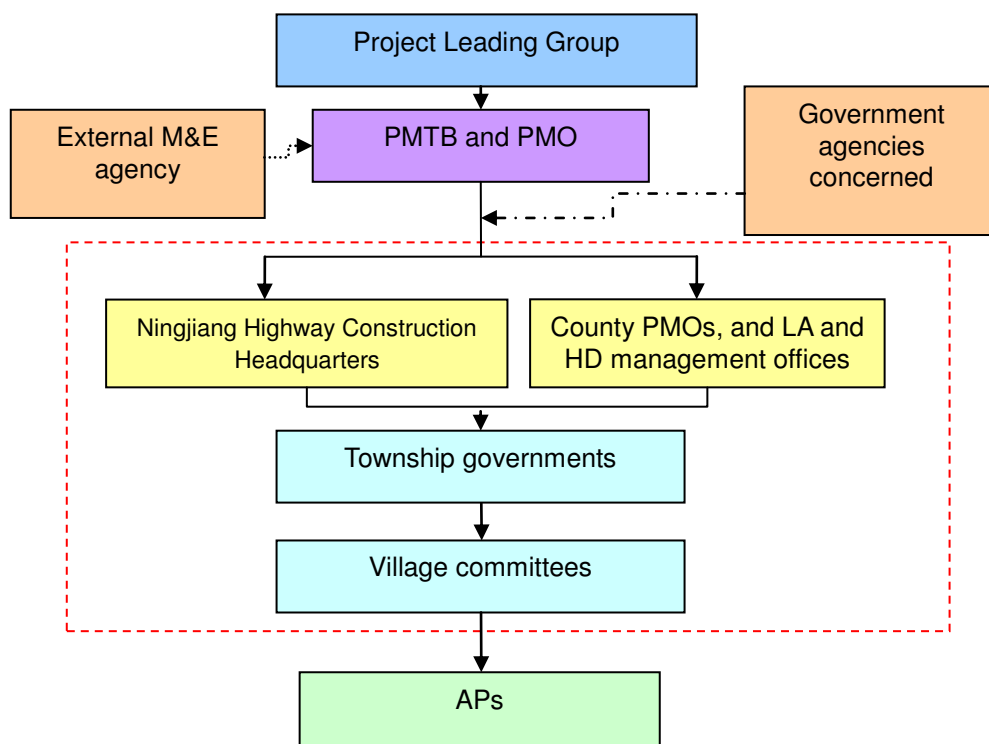 Project Leading Group
External M&E
agency
PMTB and PMO
Government
agencies
concerned
Ningjiang Highway Construction
Headquarters
County PMOs, and LA and
HD management offices
Township governments
Village committees
APs